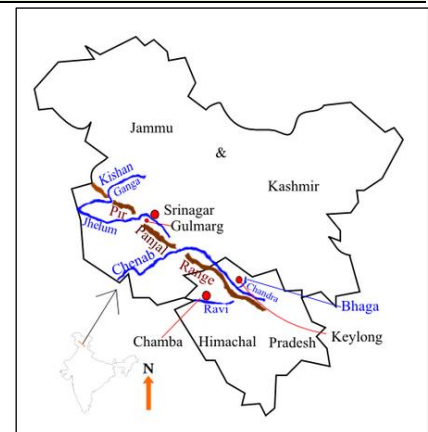 Jammu
&
Kashmir
Kishan
Ganga
Pir
Srinagar
Gulmarg
Jhelum
Panjal
Chenab
Range
Chandra
Bhaga
Ravi
Keylong
Chamba
Himachal
Pradesh
N